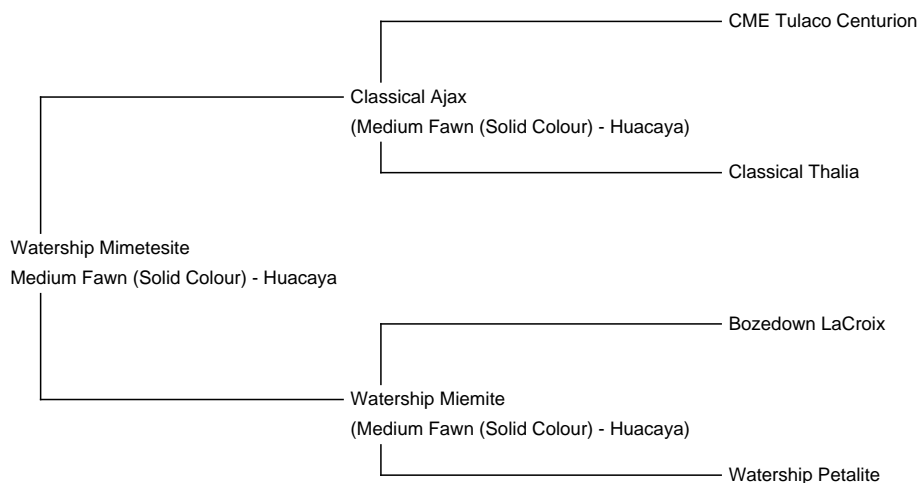 CME Tulaco Centurion
Classical Ajax
(Medium Fawn (Solid Colour) - Huacaya)
Classical Thalia
Watership Mimetesite
Medium Fawn (Solid Colour) - Huacaya
Bozedown LaCroix
Watership Miemite
(Medium Fawn (Solid Colour) - Huacaya)
Watership Petalite